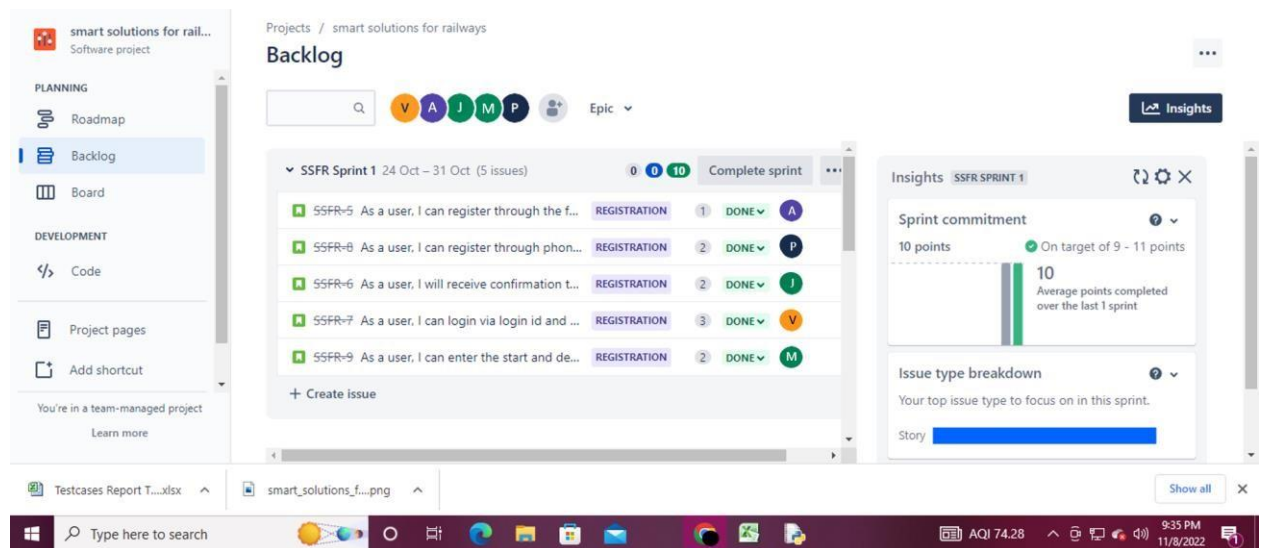 smart solutions for rail...
Software project
PLANNING
Roadmap
Backlog
Board
DEVELOPMENT
Code
Project pages
Add shortcut
You're in a team-managed project
Learn more
Projects / smart solutions for railways
Backlog
V A J M P
Epic
Insights
SSFR Sprint 1 24 Oct – 31 Oct (5 issues) 0 0 10 Complete sprint
SSFR-5 As a user, I can register through the f... REGISTRATION 1 DONE A
SSFR-8 As a user, I can register through phon... REGISTRATION 2 DONE P
SSFR-6 As a user, I will receive confirmation t... REGISTRATION 2 DONE J
SSFR-7 As a user, I can login via login id and ... REGISTRATION 3 DONE V
SSFR-9 As a user, I can enter the start and de... REGISTRATION 2 DONE M
+ Create issue
Insights SSFR SPRINT 1
Sprint commitment
10 points On target of 9 - 11 points
10
Average points completed
over the last 1 sprint
Issue type breakdown
Your top issue type to focus on in this sprint.
Story
Testcases Report T....xlsx
smart_solutions_f....png
Show all
Type here to search
AQI 74.28
9:35 PM
11/8/2022
1